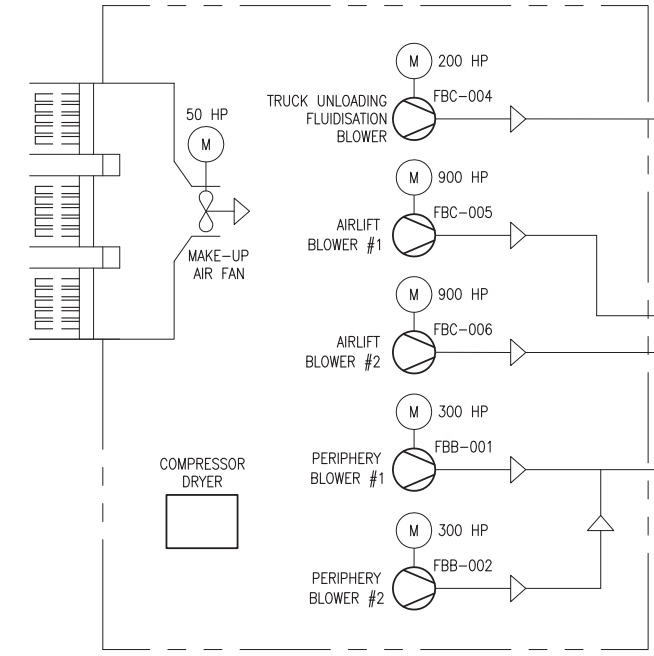 M 200 HP
FBC-004
TRUCK UNLOADING
FLUIDISATION
BLOWER
50 HP
M
MAKE-UP
AIR FAN
M 900 HP
FBC-005
AIRLIFT
BLOWER #1
M 900 HP
FBC-006
AIRLIFT
BLOWER #2
M 300 HP
FBB-001
PERIPHERY
BLOWER #1
COMPRESSOR
DRYER
M 300 HP
FBB-002
PERIPHERY
BLOWER #2